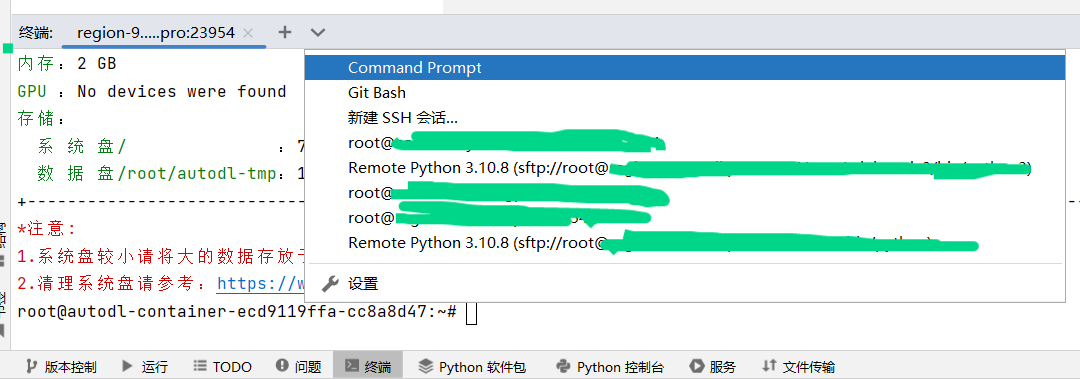 终端: region-9.....pro:23954
内存：2 GB
GPU ：No devices were found
存储：
系 统 盘/ ：7
数 据 盘/root/autodl-tmp：1
+----------------------------
*注意:
1.系统盘较小请将大的数据存放于
2.清理系统盘请参考：https://w
root@autodl-container-ecd9119ffa-cc8a8d47:~#
Command Prompt
Git Bash
新建 SSH 会话...
root@
Remote Python 3.10.8 (sftp://root@
root@
root@
Remote Python 3.10.8 (sftp://root@
设置
版本控制 运行 TODO 问题 终端 Python 软件包 Python 控制台 服务 文件传输